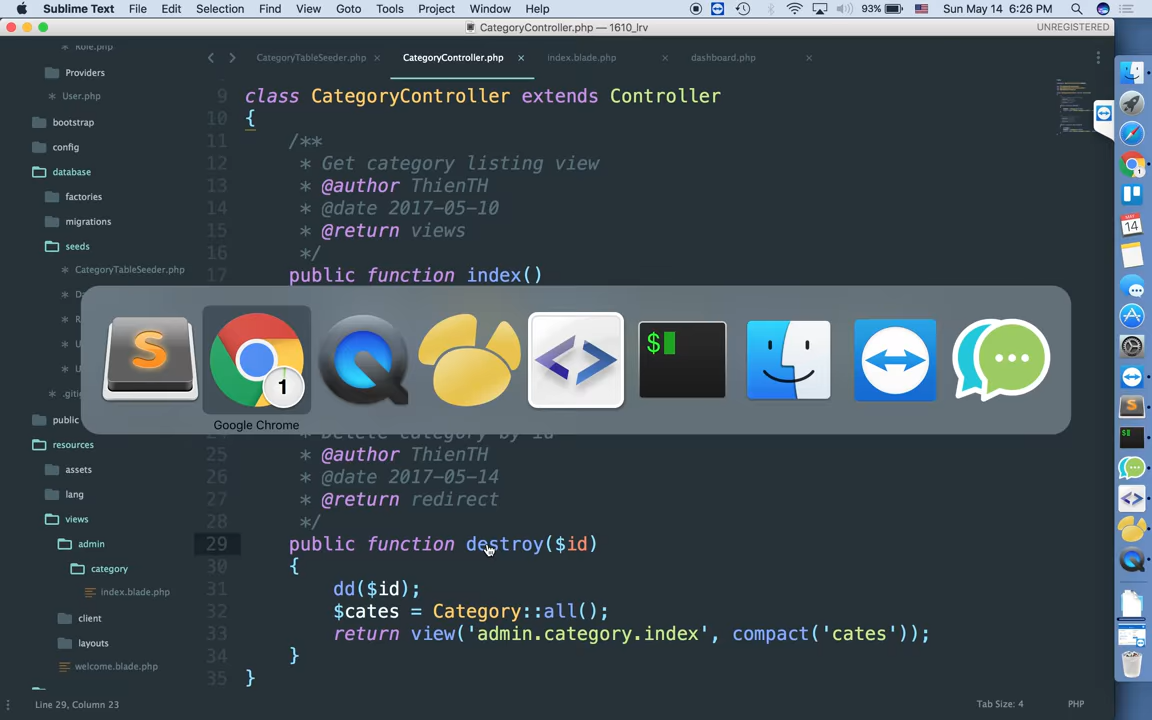 Sublime Text File Edit Selection Find View Goto Tools Project Window Help 93% Sun May 14 6:26 PM
CategoryController.php — 1610_lrv UNREGISTERED
CategoryTableSeeder.php × CategoryController.php × index.blade.php × dashboard.php ×
Role.php
Providers
User.php
bootstrap
config
database
factories
migrations
seeds
CategoryTableSeeder.php
public
resources
assets
lang
views
admin
category
index.blade.php
client
layouts
welcome.blade.php
9 class CategoryController extends Controller
10 {
11 /**
12 * Get category listing view
13 * @author ThienTH
14 * @date 2017-05-10
15 * @return views
16 */
17 public function index()
Google Chrome
1
$
* Delete category by id
25 * @author ThienTH
26 * @date 2017-05-14
27 * @return redirect
28 */
29 public function destroy($id)
30 {
31 dd($id);
32 $cates = Category::all();
33 return view('admin.category.index', compact('cates'));
34 }
35 }
Line 29, Column 23 Tab Size: 4 PHP